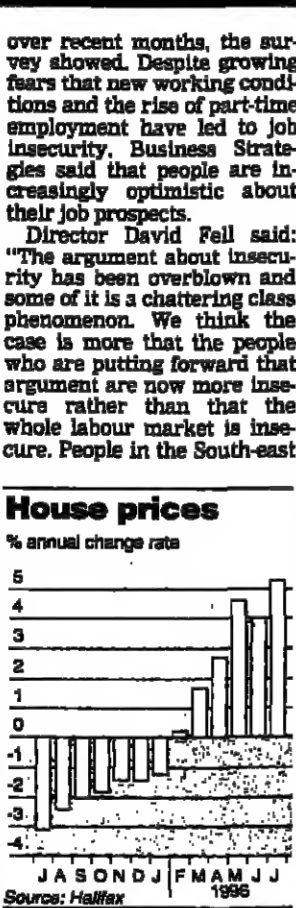 over recent months, the sur-
vey showed. Despite growing
fears that new working condi-
tions and the rise of part-time
employment have led to job
insecurity, Business Strate-
gies said that people are in-
creasingly optimistic about
their job prospects.
Director David Fell said:
“The argument about insecu-
rity has been overblown and
some of it is a chattering class
phenomenon. We think the
case is more that the people
who are putting forward that
argument are now more inse-
cure rather than that the
whole labour market is inse-
cure. People in the South-east
House prices
% annual change rate
5
4
3
2
1
0
-1
-2
-3
-4
J A S O N D J F M A M J J
1996
Source: Halifax